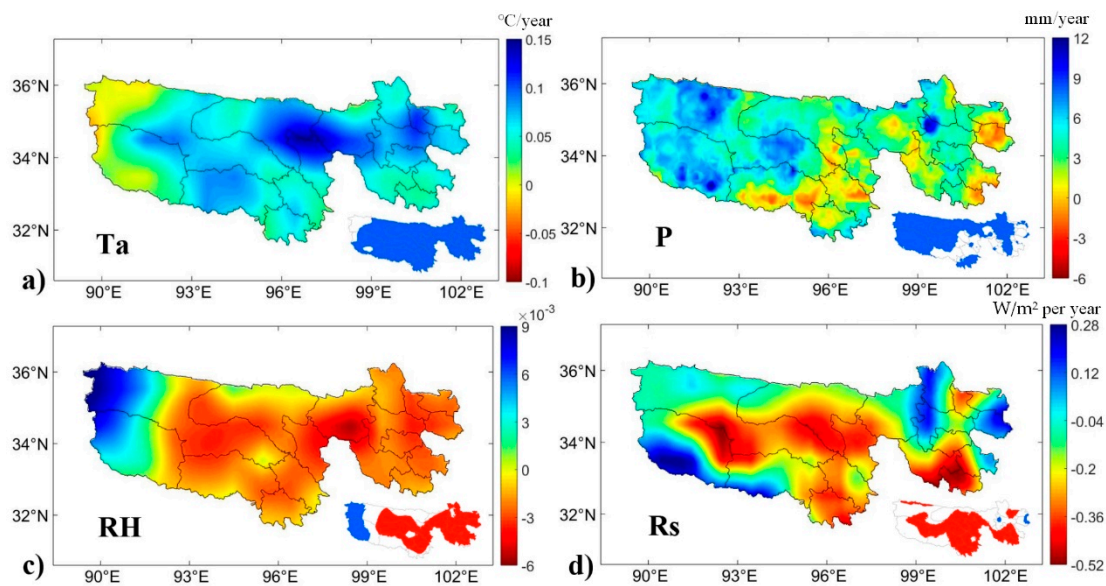 °C/year
0.15
0.1
0.05
0
-0.05
-0.1
36°N
34°N
32°N
90°E 93°E 96°E 99°E 102°E
Ta
a)
mm/year
12
9
6
3
0
-3
-6
36°N
34°N
32°N
90°E 93°E 96°E 99°E 102°E
P
b)
×10⁻³
9
6
3
0
-3
-6
36°N
34°N
32°N
90°E 93°E 96°E 99°E 102°E
RH
c)
W/m² per year
0.28
0.12
-0.04
-0.2
-0.36
-0.52
36°N
34°N
32°N
90°E 93°E 96°E 99°E 102°E
Rs
d)